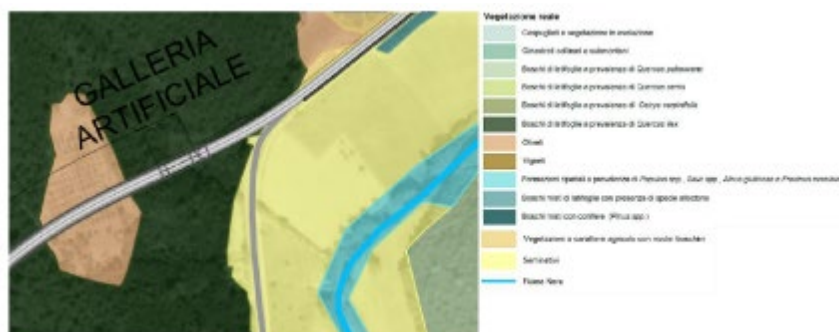 GALLERIA
ARTIFICIALE
Vegetazione reale
Cespuglieti e vegetazione in evoluzione
Ginestreti collinari e submontani
Boschi di latifoglie a prevalenza di Quercus pubescens
Boschi di latifoglie a prevalenza di Quercus cerris
Boschi di latifoglie a prevalenza di Ostrya carpinifolia
Boschi di latifoglie a prevalenza di Quercus ilex
Oliveti
Vigneti
Formazioni ripariali a prevalenza di Populus spp., Salix spp., Alnus glutinosa e Fraxinus
Boschi misti di latifoglie con presenza di specie alloctone
Boschi misti con conifere (Pinus spp.)
Vegetazione a carattere agricolo con nuclei boschivi
Seminativi
Fiume Nera